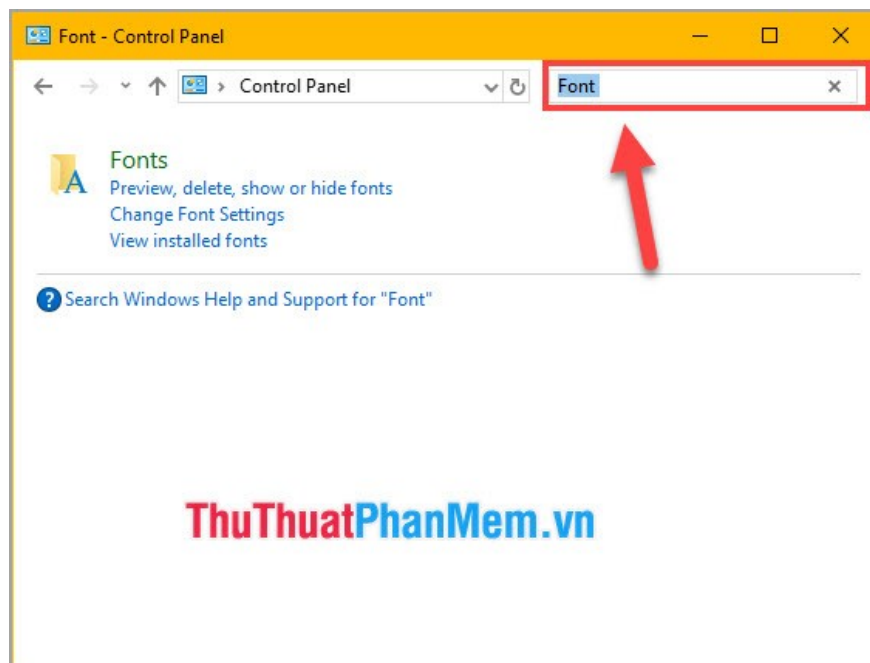 Font - Control Panel
Control Panel
Font
Fonts
Preview, delete, show or hide fonts
Change Font Settings
View installed fonts
Search Windows Help and Support for "Font"
ThuThuatPhanMem.vn